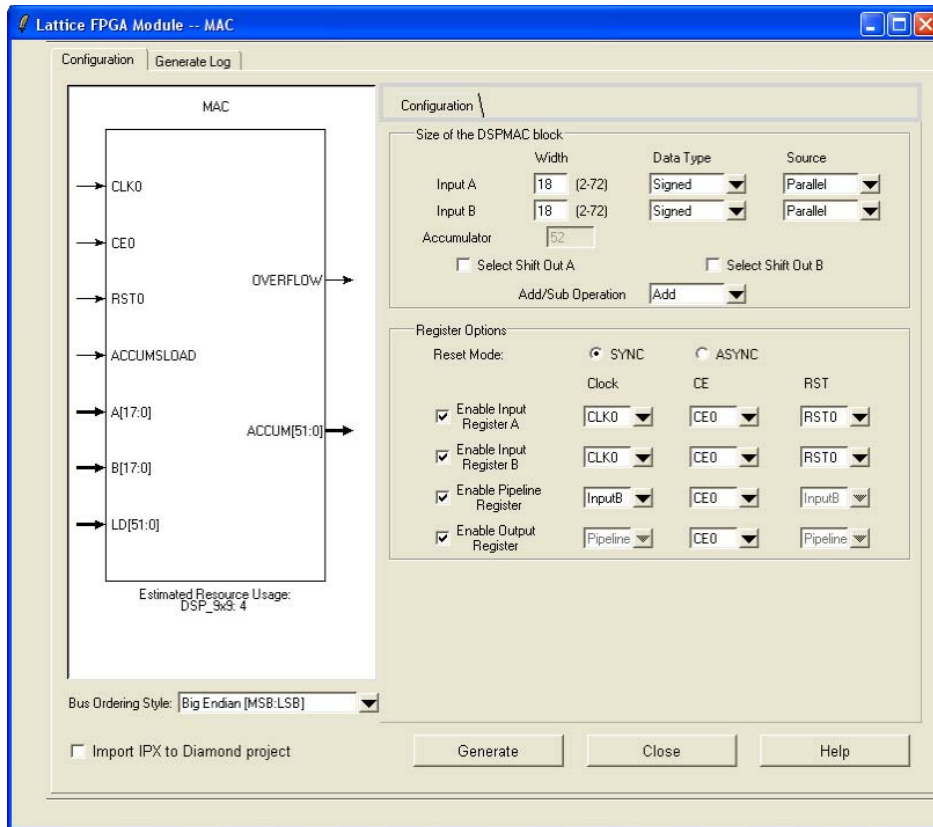 Lattice FPGA Module -- MAC
Configuration
Generate Log
MAC
CLK0
CE0
RST0
ACCUMSLOAD
A[17:0]
B[17:0]
LD[51:0]
OVERFLOW
ACCUM[51:0]
Estimated Resource Usage:
DSP_9x9: 4
Bus Ordering Style: Big Endian [MSB:LSB]
Import IPX to Diamond project
Configuration
Size of the DSPMAC block
Width Data Type Source
Input A 18 (2-72) Signed Parallel
Input B 18 (2-72) Signed Parallel
Accumulator 52
Select Shift Out A Select Shift Out B
Add/Sub Operation Add
Register Options
Reset Mode: SYNC ASYNC
Clock CE RST
Enable Input
Register A CLK0 CE0 RST0
Enable Input
Register B CLK0 CE0 RST0
Enable Pipeline
Register InputB CE0 InputB
Enable Output
Register Pipeline CE0 Pipeline
Generate Close Help